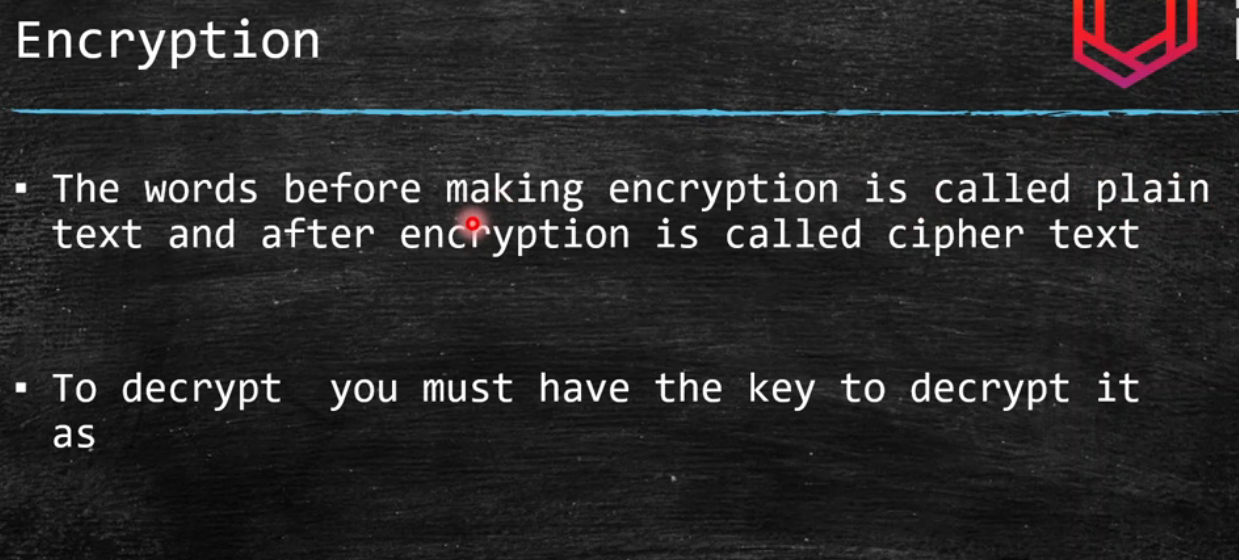 Encryption
▪ The words before making encryption is called plain
text and after encryption is called cipher text
▪ To decrypt  you must have the key to decrypt it
as